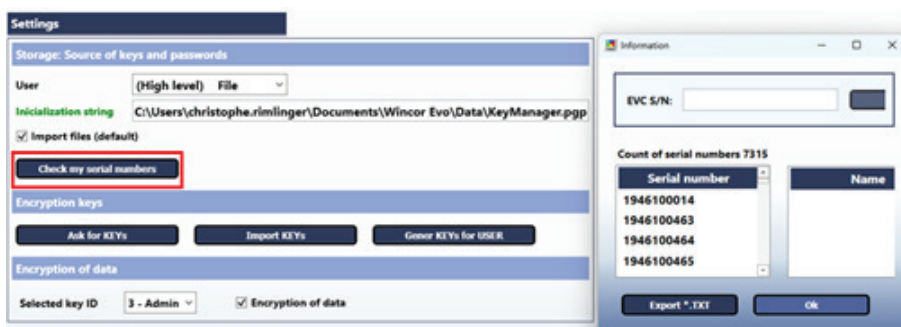 Settings
Storage: Source of keys and passwords
User (High level) File
Inicialization string C:\Users\christophe.rimlinger\Documents\Wincor Evo\Data\KeyManager.pgp
Import files (default)
Check my serial numbers
Encryption keys
Ask for KEYs Import KEYs Gener KEYs for USER
Encryption of data
Selected key ID 3 - Admin Encryption of data
Information
EVC S/N:
Count of serial numbers 7315
Serial number Name
1946100014
1946100463
1946100464
1946100465
Export *.TXT Ok